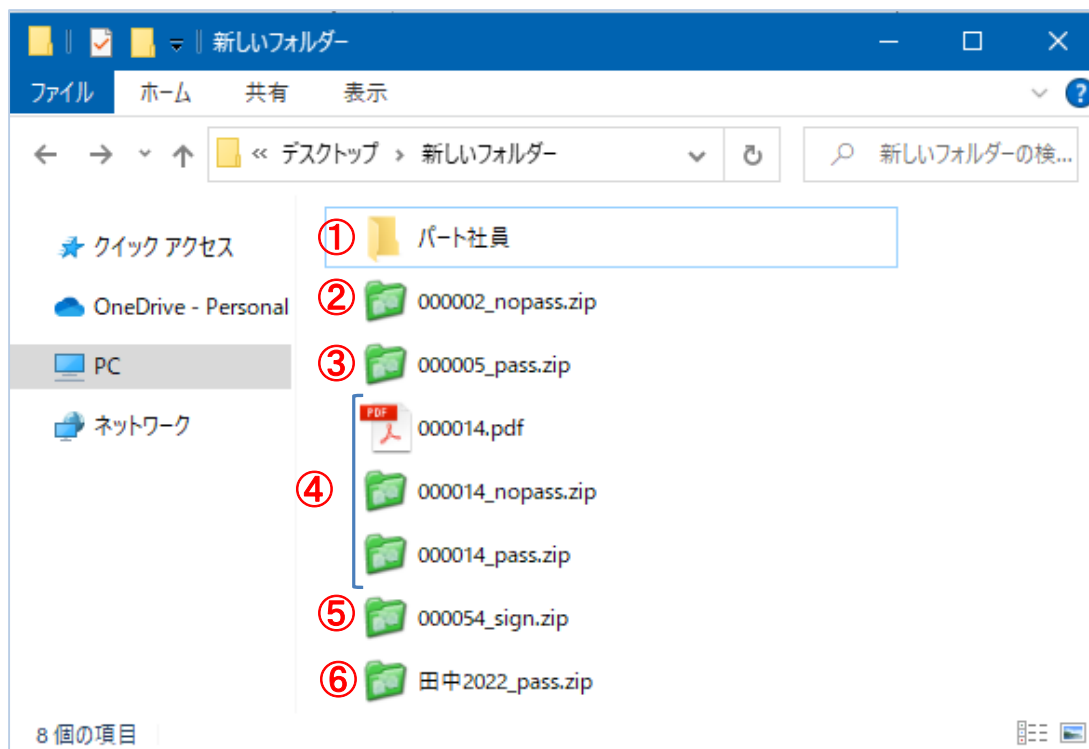 新しいフォルダー
ファイル ホーム 共有 表示 ?
« デスクトップ › 新しいフォルダー 新しいフォルダーの検...
クイック アクセス
OneDrive - Personal
PC
ネットワーク
① パート社員
② 000002_nopass.zip
③ 000005_pass.zip
PDF 000014.pdf
④ 000014_nopass.zip
000014_pass.zip
⑤ 000054_sign.zip
⑥ 田中2022_pass.zip
8 個の項目